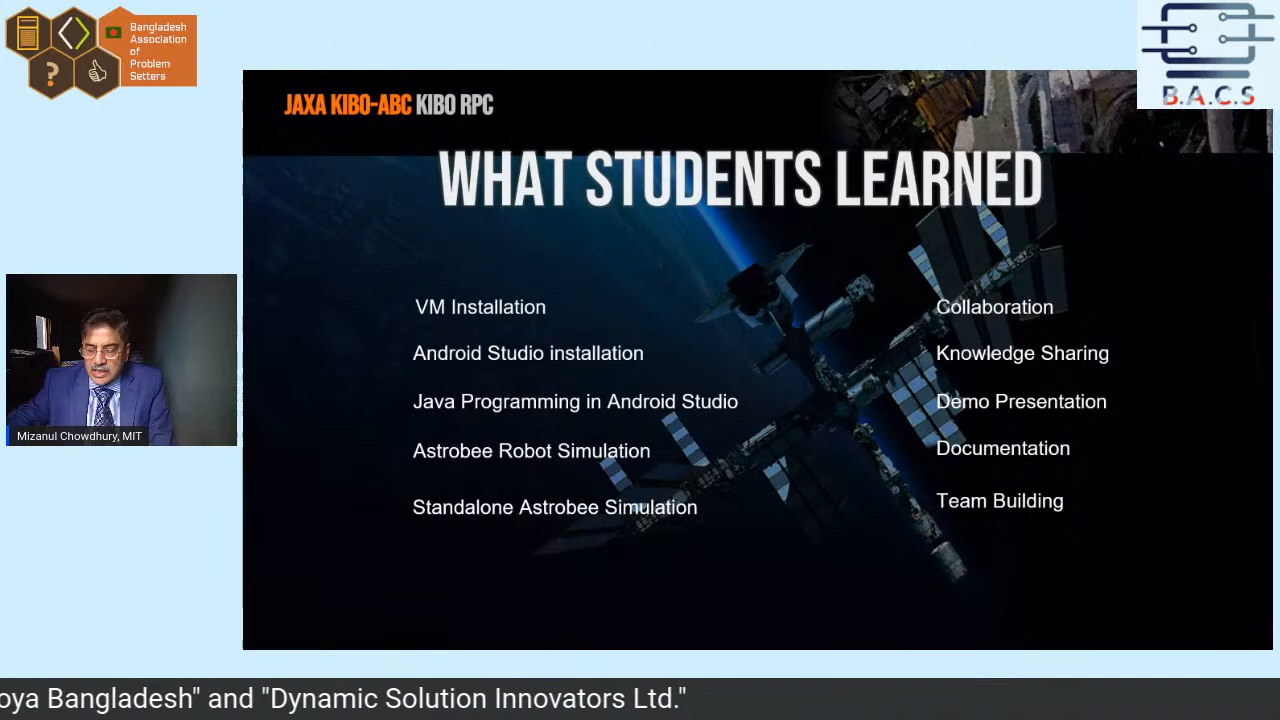 Bangladesh
Association
of
Problem
Setters
?
B.A.C.S
JAXA KIBO-ABC KIBO RPC
WHAT STUDENTS LEARNED
VM Installation
Android Studio installation
Java Programming in Android Studio
Astrobee Robot Simulation
Standalone Astrobee Simulation
Collaboration
Knowledge Sharing
Demo Presentation
Documentation
Team Building
Mizanul Chowdhury, MIT
oya Bangladesh" and "Dynamic Solution Innovators Ltd."